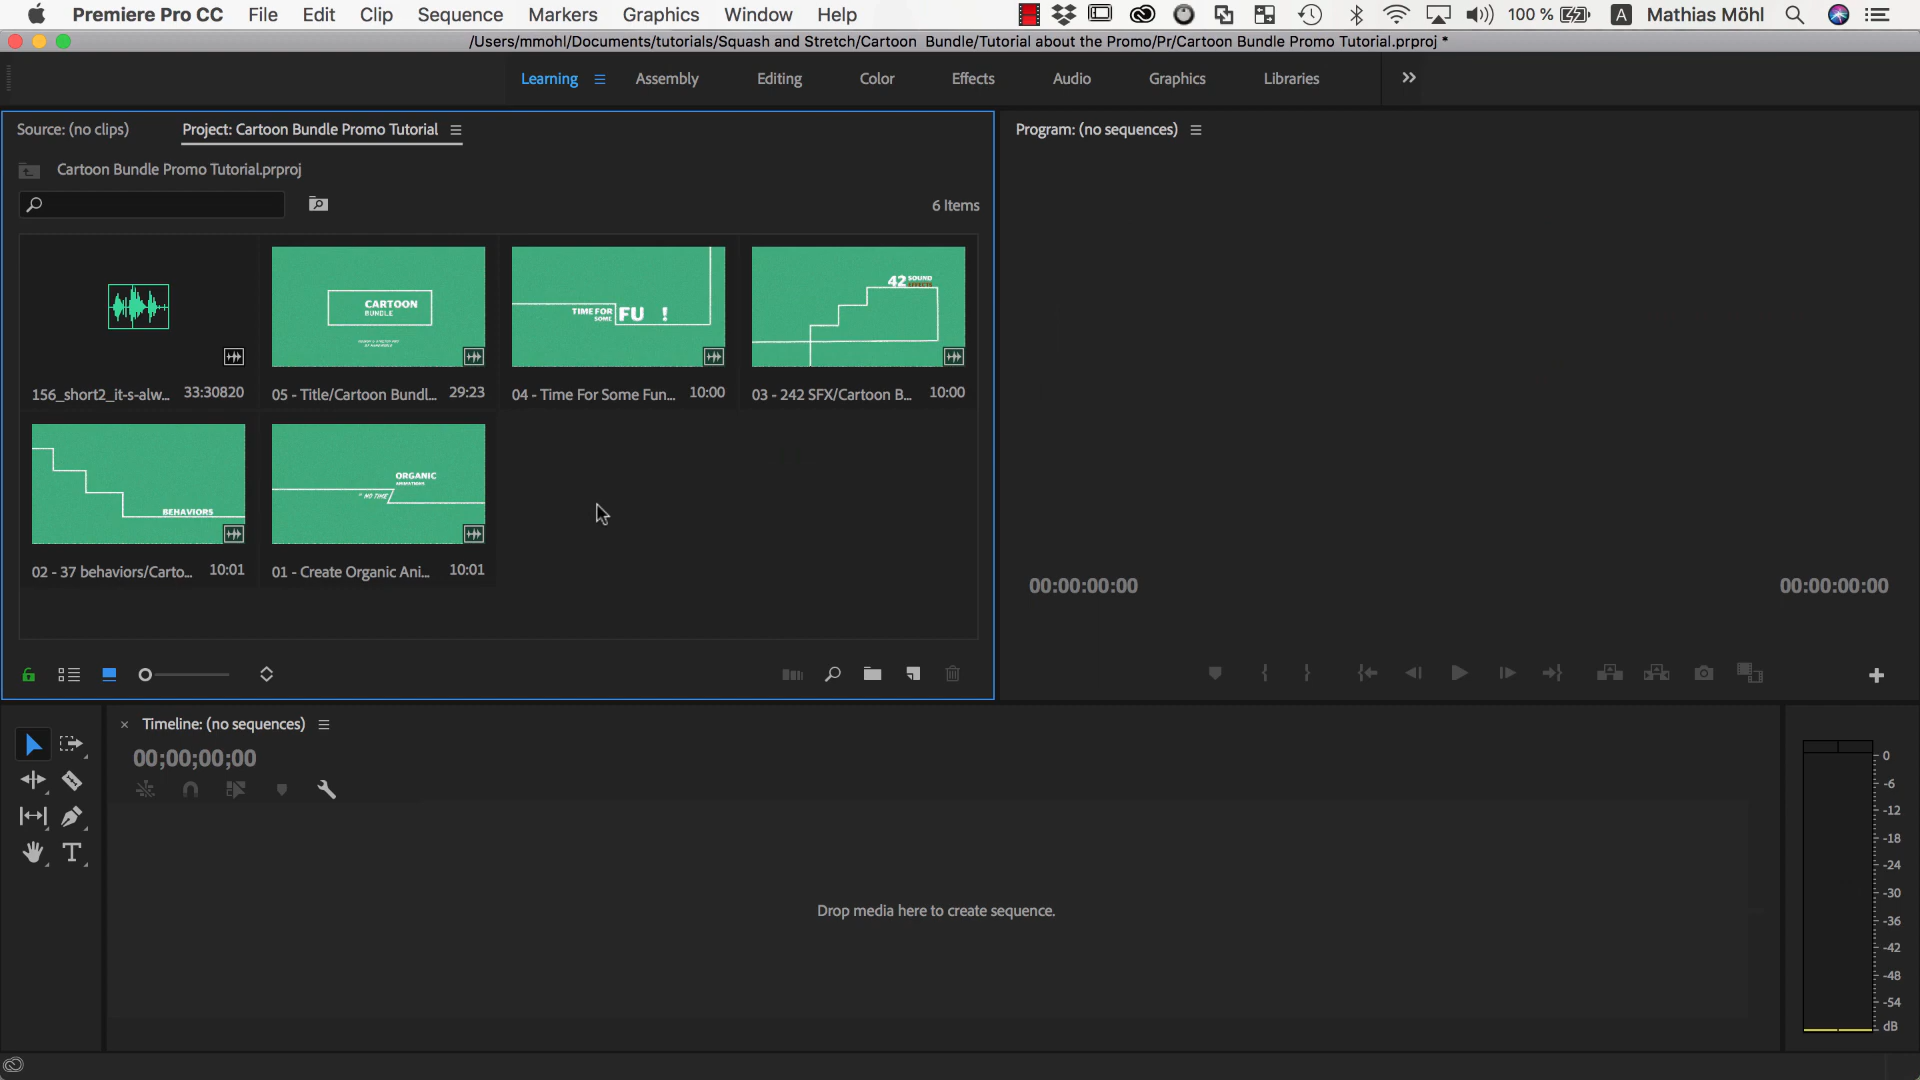 Premiere Pro CC File Edit Clip Sequence Markers Graphics Window Help 100 % A Mathias Möhl
/Users/mmohl/Documents/tutorials/Squash and Stretch/Cartoon Bundle/Tutorial about the Promo/Pr/Cartoon Bundle Promo Tutorial.prproj *
Learning Assembly Editing Color Effects Audio Graphics Libraries
Source: (no clips) Project: Cartoon Bundle Promo Tutorial
Program: (no sequences)
Cartoon Bundle Promo Tutorial.prproj
6 Items
CARTOON
BUNDLE
TIME FOR
SOME
FU !
42 SOUND
EFFECTS
156_short2_it-s-alw... 33:30820
05 - Title/Cartoon Bundl... 29:23
04 - Time For Some Fun... 10:00
03 - 242 SFX/Cartoon B... 10:00
BEHAVIORS
ORGANIC
ANIMATIONS
NO TIME
02 - 37 behaviors/Carto... 10:01
01 - Create Organic Ani... 10:01
00:00:00:00
00:00:00:00
Timeline: (no sequences)
00;00;00;00
Drop media here to create sequence.
0
-6
-12
-18
-24
-30
-36
-42
-48
-54
dB